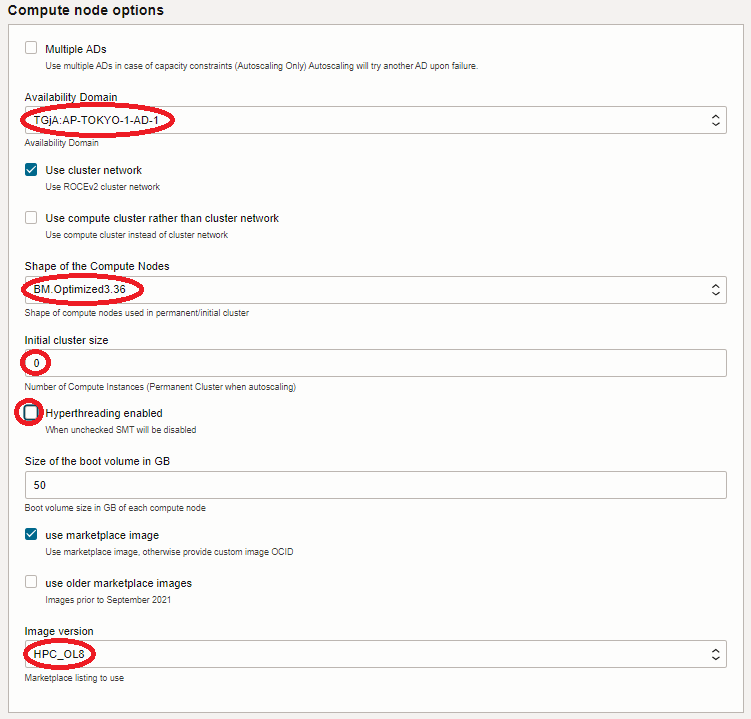 Compute node options
Multiple ADs
Use multiple ADs in case of capacity constraints (Autoscaling Only) Autoscaling will try another AD upon failure.
Availability Domain
TGjA:AP-TOKYO-1-AD-1
Availability Domain
Use cluster network
Use ROCEv2 cluster network
Use compute cluster rather than cluster network
Use compute cluster instead of cluster network
Shape of the Compute Nodes
BM.Optimized3.36
Shape of compute nodes used in permanent/initial cluster
Initial cluster size
0
Number of Compute Instances (Permanent Cluster when autoscaling)
Hyperthreading enabled
When unchecked SMT will be disabled
Size of the boot volume in GB
50
Boot volume size in GB of each compute node
use marketplace image
Use marketplace image, otherwise provide custom image OCID
use older marketplace images
Images prior to September 2021
Image version
HPC_OL8
Marketplace listing to use